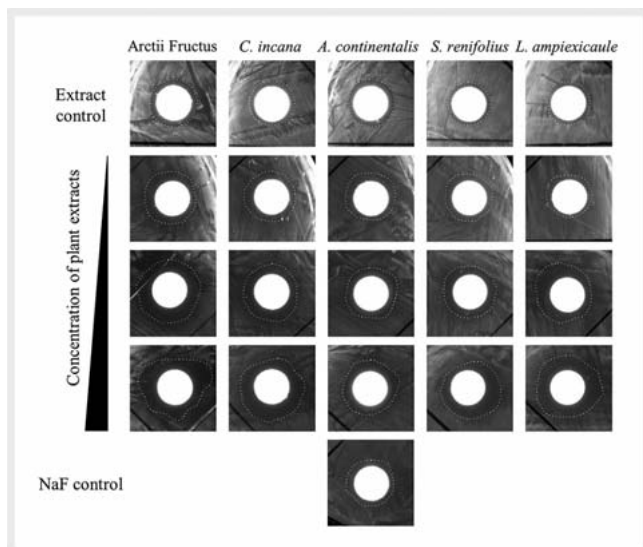 Arctii Fructus C. incana A. continentalis S. renifolius L. ampiexicaule
Extract
control
Concentration of plant extracts
NaF control